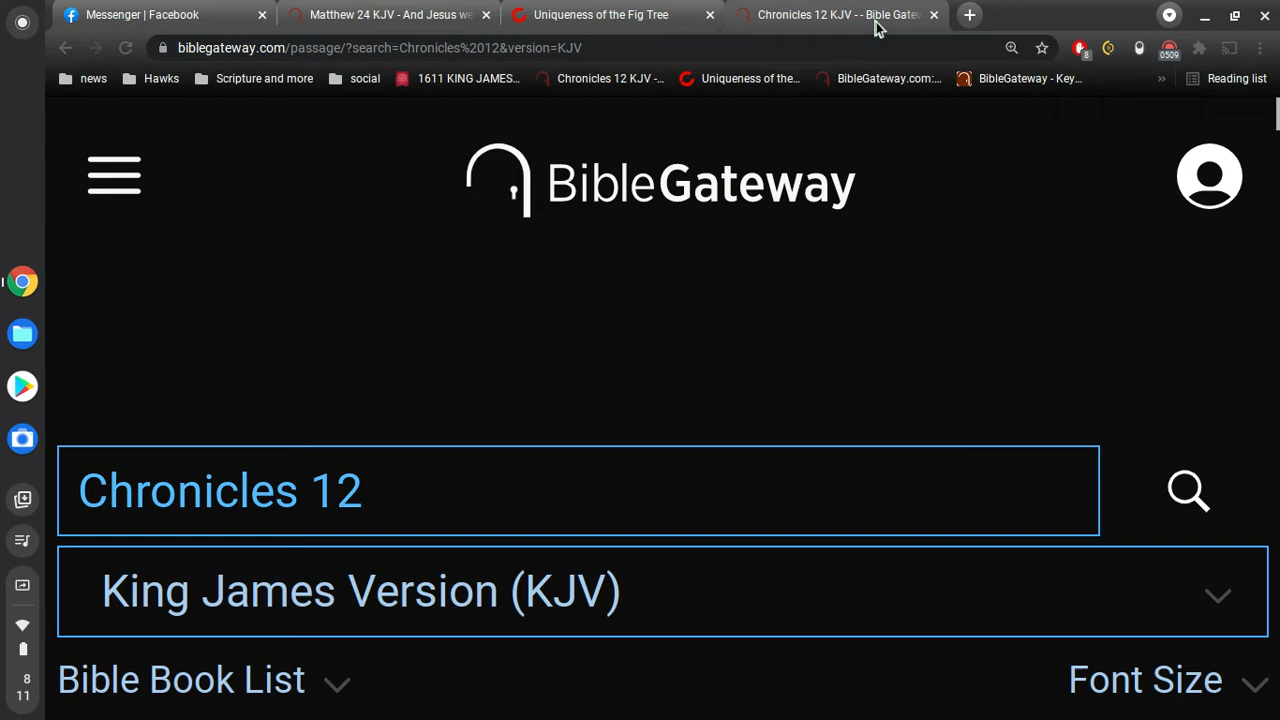 Messenger | Facebook
Matthew 24 KJV - And Jesus we
Uniqueness of the Fig Tree
Chronicles 12 KJV - - Bible Gatew
biblegateway.com/passage/?search=Chronicles%2012&version=KJV
8
0509
news
Hawks
Scripture and more
social
1611 KING JAMES...
Chronicles 12 KJV -...
Uniqueness of the...
BibleGateway.com:...
BibleGateway - Key...
»
Reading list
BibleGateway
Chronicles 12
King James Version (KJV)
Bible Book List
Font Size
8
11